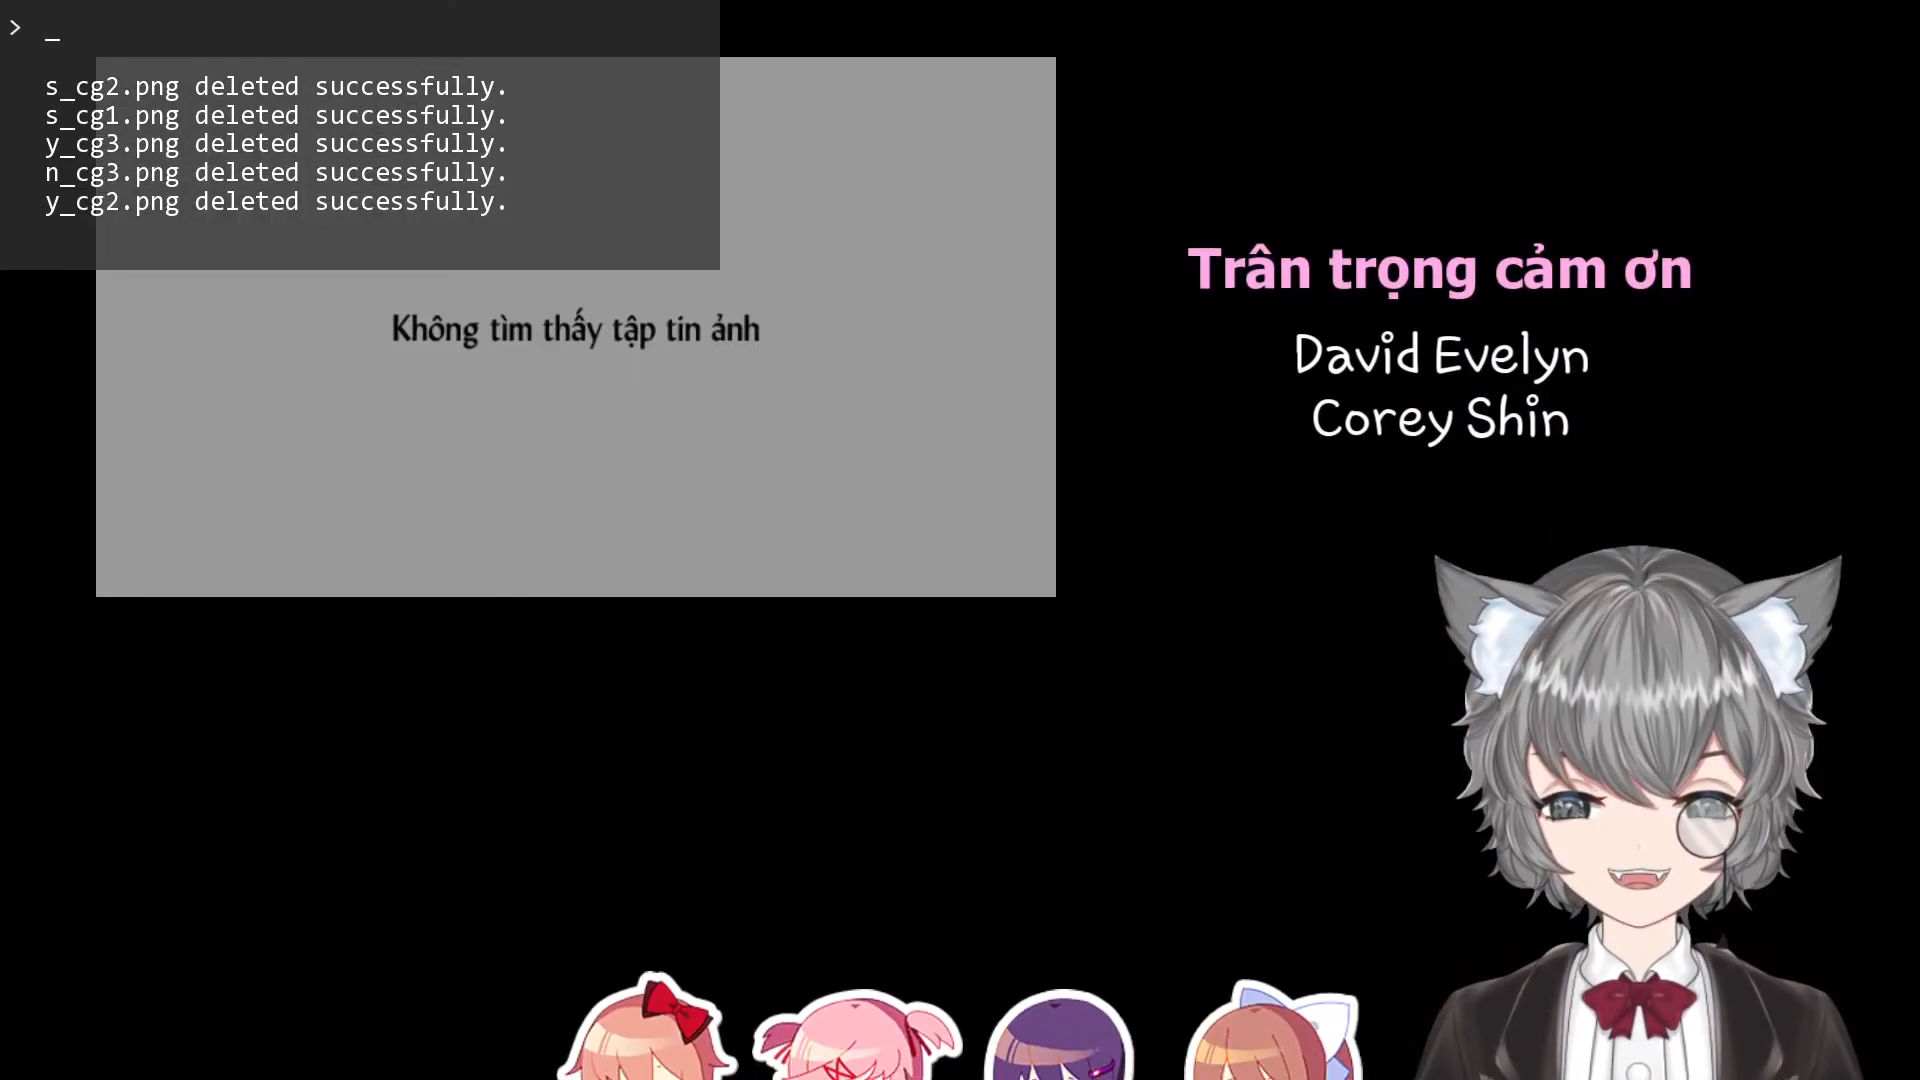 > _
s_cg2.png deleted successfully.
s_cg1.png deleted successfully.
y_cg3.png deleted successfully.
n_cg3.png deleted successfully.
y_cg2.png deleted successfully.
Không tìm thấy tập tin ảnh
Trân trọng cảm ơn
David Evelyn
Corey Shin